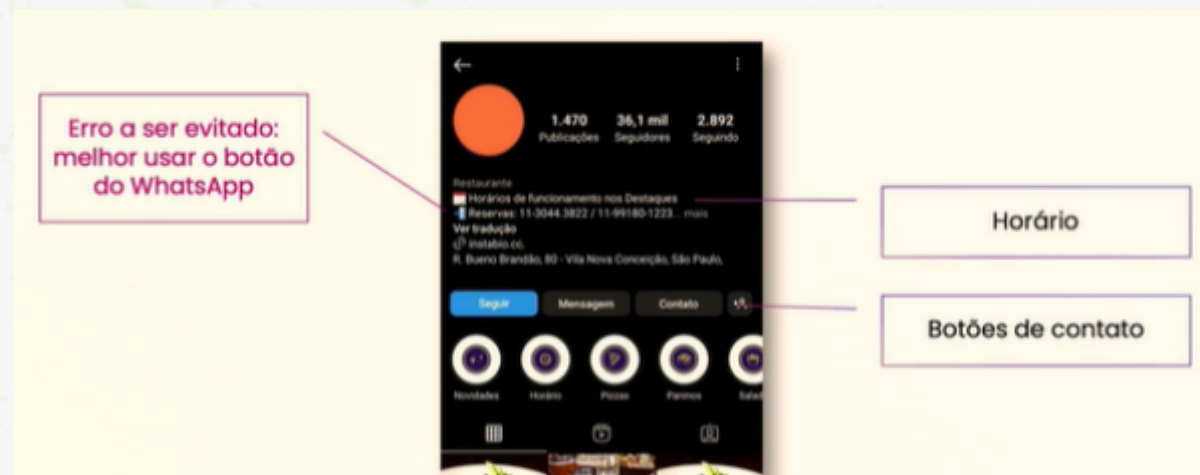 Erro a ser evitado:
melhor usar o botão
do WhatsApp
1.470
Publicações
36,1 mil
Seguidores
2.892
Seguindo
Restaurante
Horários de funcionamento nos Destaques
Reservas: 11-3044.3822 / 11-99180-1223... mais
Ver tradução
instabio.cc.
R. Bueno Brandão, 80 - Vila Nova Conceição, São Paulo,
Seguir
Mensagem
Contato
Novidades
Horário
Pizzas
Paninos
Salad
Horário
Botões de contato